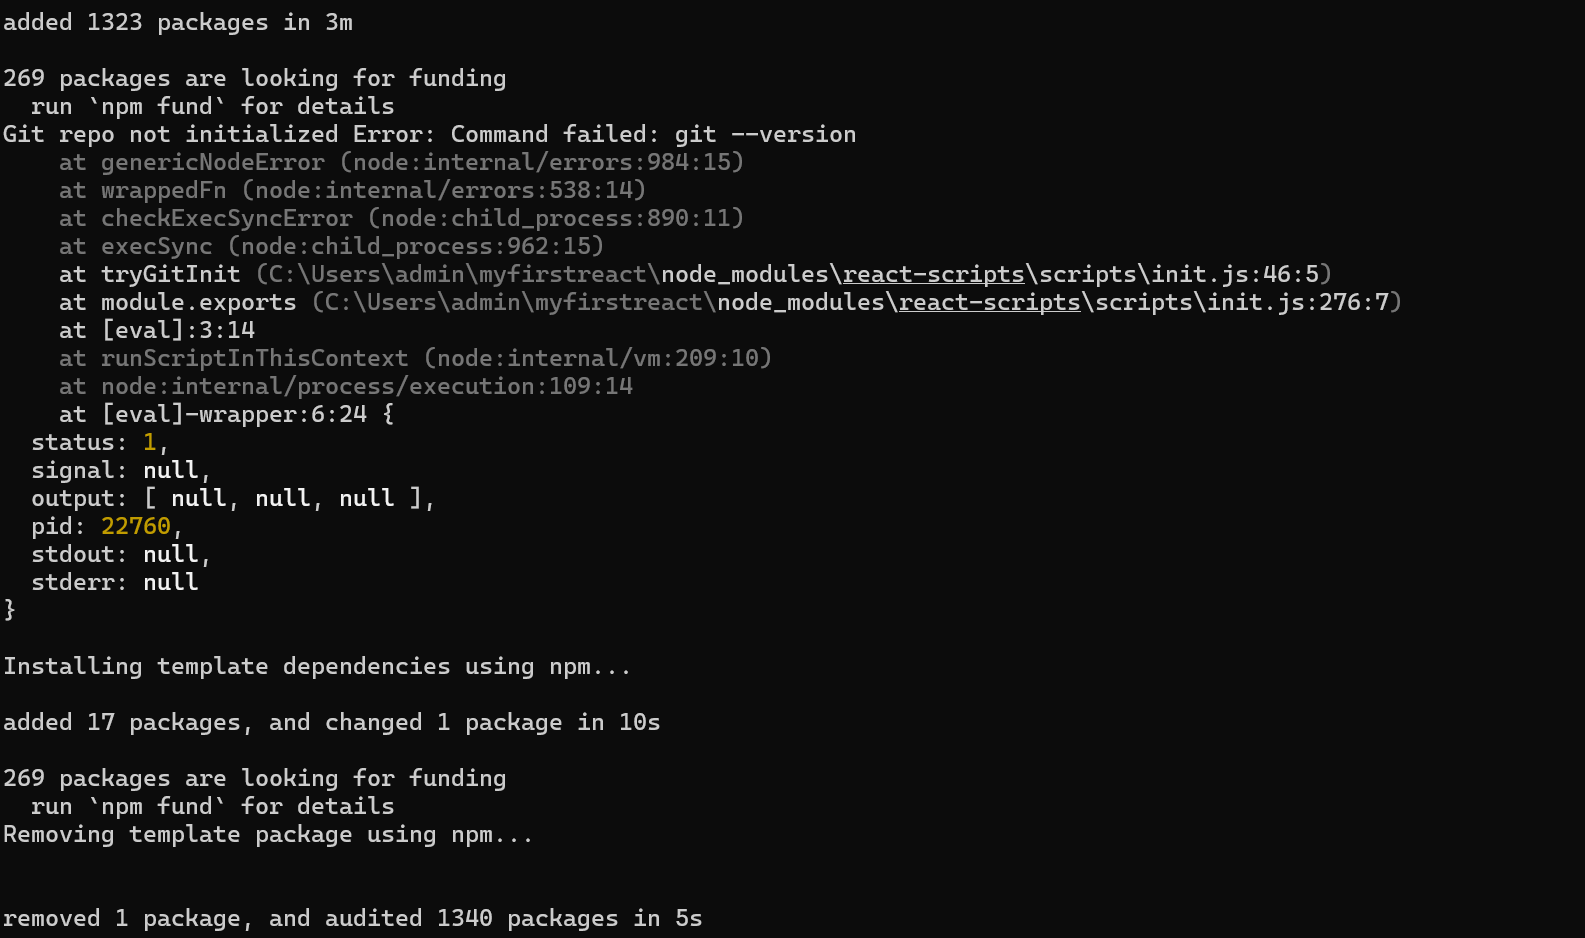 added 1323 packages in 3m
269 packages are looking for funding
  run `npm fund` for details
Git repo not initialized Error: Command failed: git --version
    at genericNodeError (node:internal/errors:984:15)
    at wrappedFn (node:internal/errors:538:14)
    at checkExecSyncError (node:child_process:890:11)
    at execSync (node:child_process:962:15)
    at tryGitInit (C:\Users\admin\myfirstreact\node_modules\react-scripts\scripts\init.js:46:5)
    at module.exports (C:\Users\admin\myfirstreact\node_modules\react-scripts\scripts\init.js:276:7)
    at [eval]:3:14
    at runScriptInThisContext (node:internal/vm:209:10)
    at node:internal/process/execution:109:14
    at [eval]-wrapper:6:24 {
  status: 1,
  signal: null,
  output: [ null, null, null ],
  pid: 22760,
  stdout: null,
  stderr: null
}
Installing template dependencies using npm...
added 17 packages, and changed 1 package in 10s
269 packages are looking for funding
  run `npm fund` for details
Removing template package using npm...
removed 1 package, and audited 1340 packages in 5s